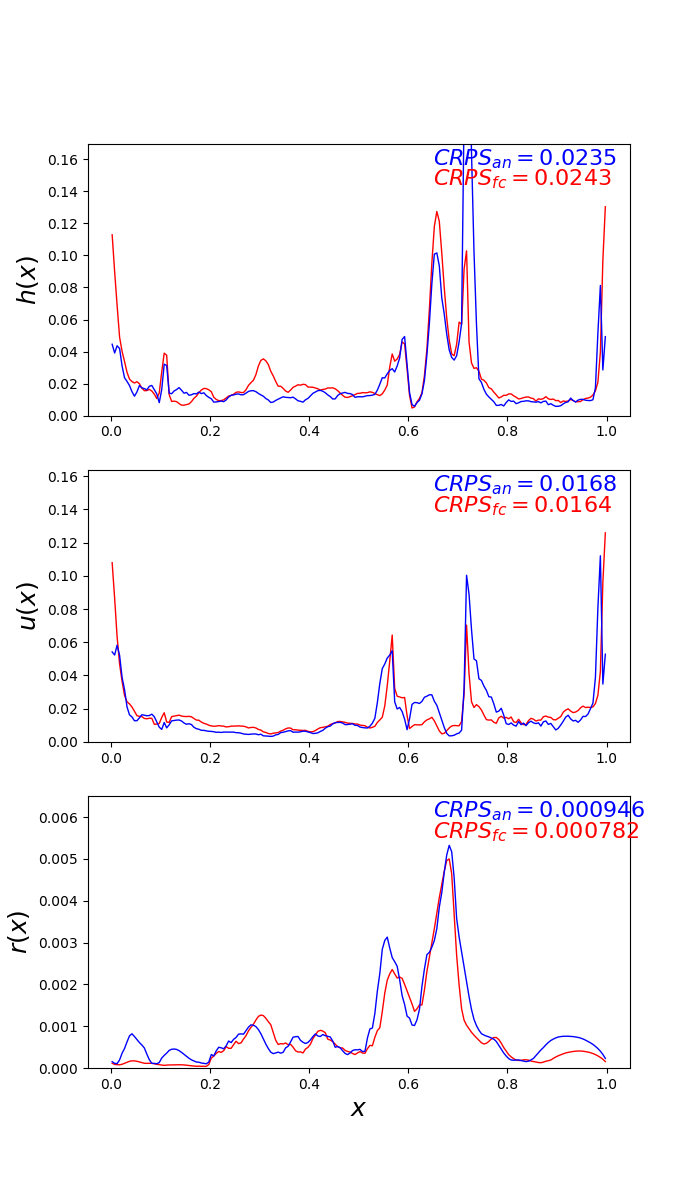 CRPS_an = 0.0235
CRPS_fc = 0.0243
h(x)
0.16
0.14
0.12
0.10
0.08
0.06
0.04
0.02
0.00
0.0 0.2 0.4 0.6 0.8 1.0
CRPS_an = 0.0168
CRPS_fc = 0.0164
u(x)
0.16
0.14
0.12
0.10
0.08
0.06
0.04
0.02
0.00
0.0 0.2 0.4 0.6 0.8 1.0
CRPS_an = 0.000946
CRPS_fc = 0.000782
r(x)
0.006
0.005
0.004
0.003
0.002
0.001
0.000
0.0 0.2 0.4 0.6 0.8 1.0
x